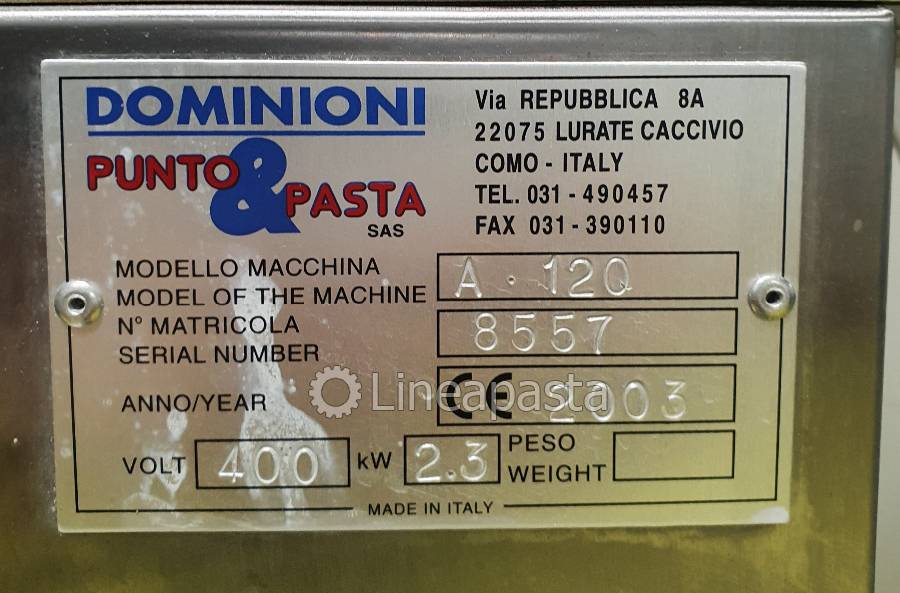 DOMINIONI
PUNTO & PASTA
SAS
Via REPUBBLICA 8A
22075 LURATE CACCIVIO
COMO - ITALY
TEL. 031 - 490457
FAX 031 - 390110
MODELLO MACCHINA
MODEL OF THE MACHINE A · 120
N° MATRICOLA
SERIAL NUMBER 8557
ANNO/YEAR CE 2003
VOLT 400 kW 2.3 PESO
WEIGHT
MADE IN ITALY
Lineapasta